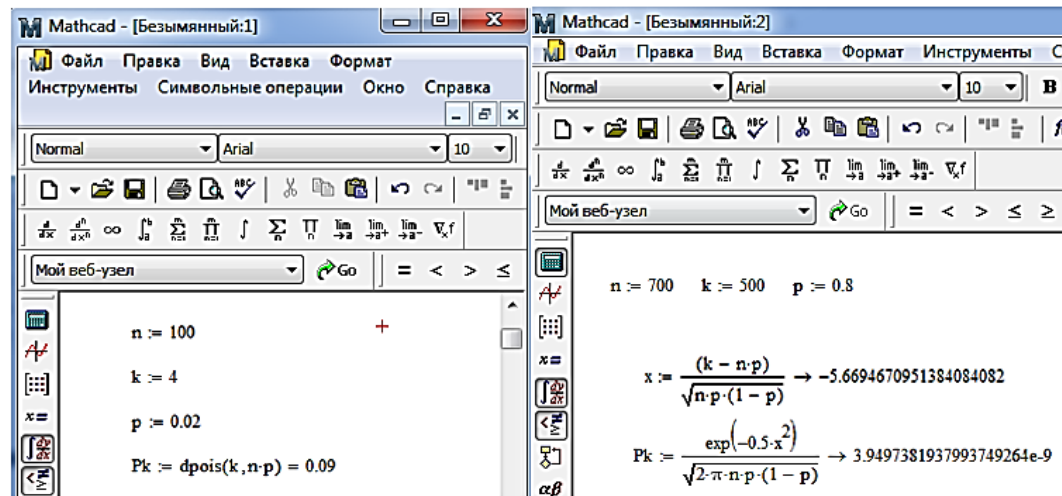 Mathcad - [Безымянный:1]
Файл Правка Вид Вставка Формат
Инструменты Символьные операции Окно Справка
Normal Arial 10
Мой веб-узел Go = < > ≤
n := 100
k := 4
p := 0.02
Pk := dpois(k,n·p) = 0.09
Mathcad - [Безымянный:2]
Файл Правка Вид Вставка Формат Инструменты С
Normal Arial 10 B
Мой веб-узел Go = < > ≤ ≥
n := 700 k := 500 p := 0.8
x := (k − n·p) / √(n·p·(1 − p)) → −5.6694670951384084082
Pk := exp(−0.5·x²) / √(2·π·n·p·(1 − p)) → 3.9497381937993749264e-9